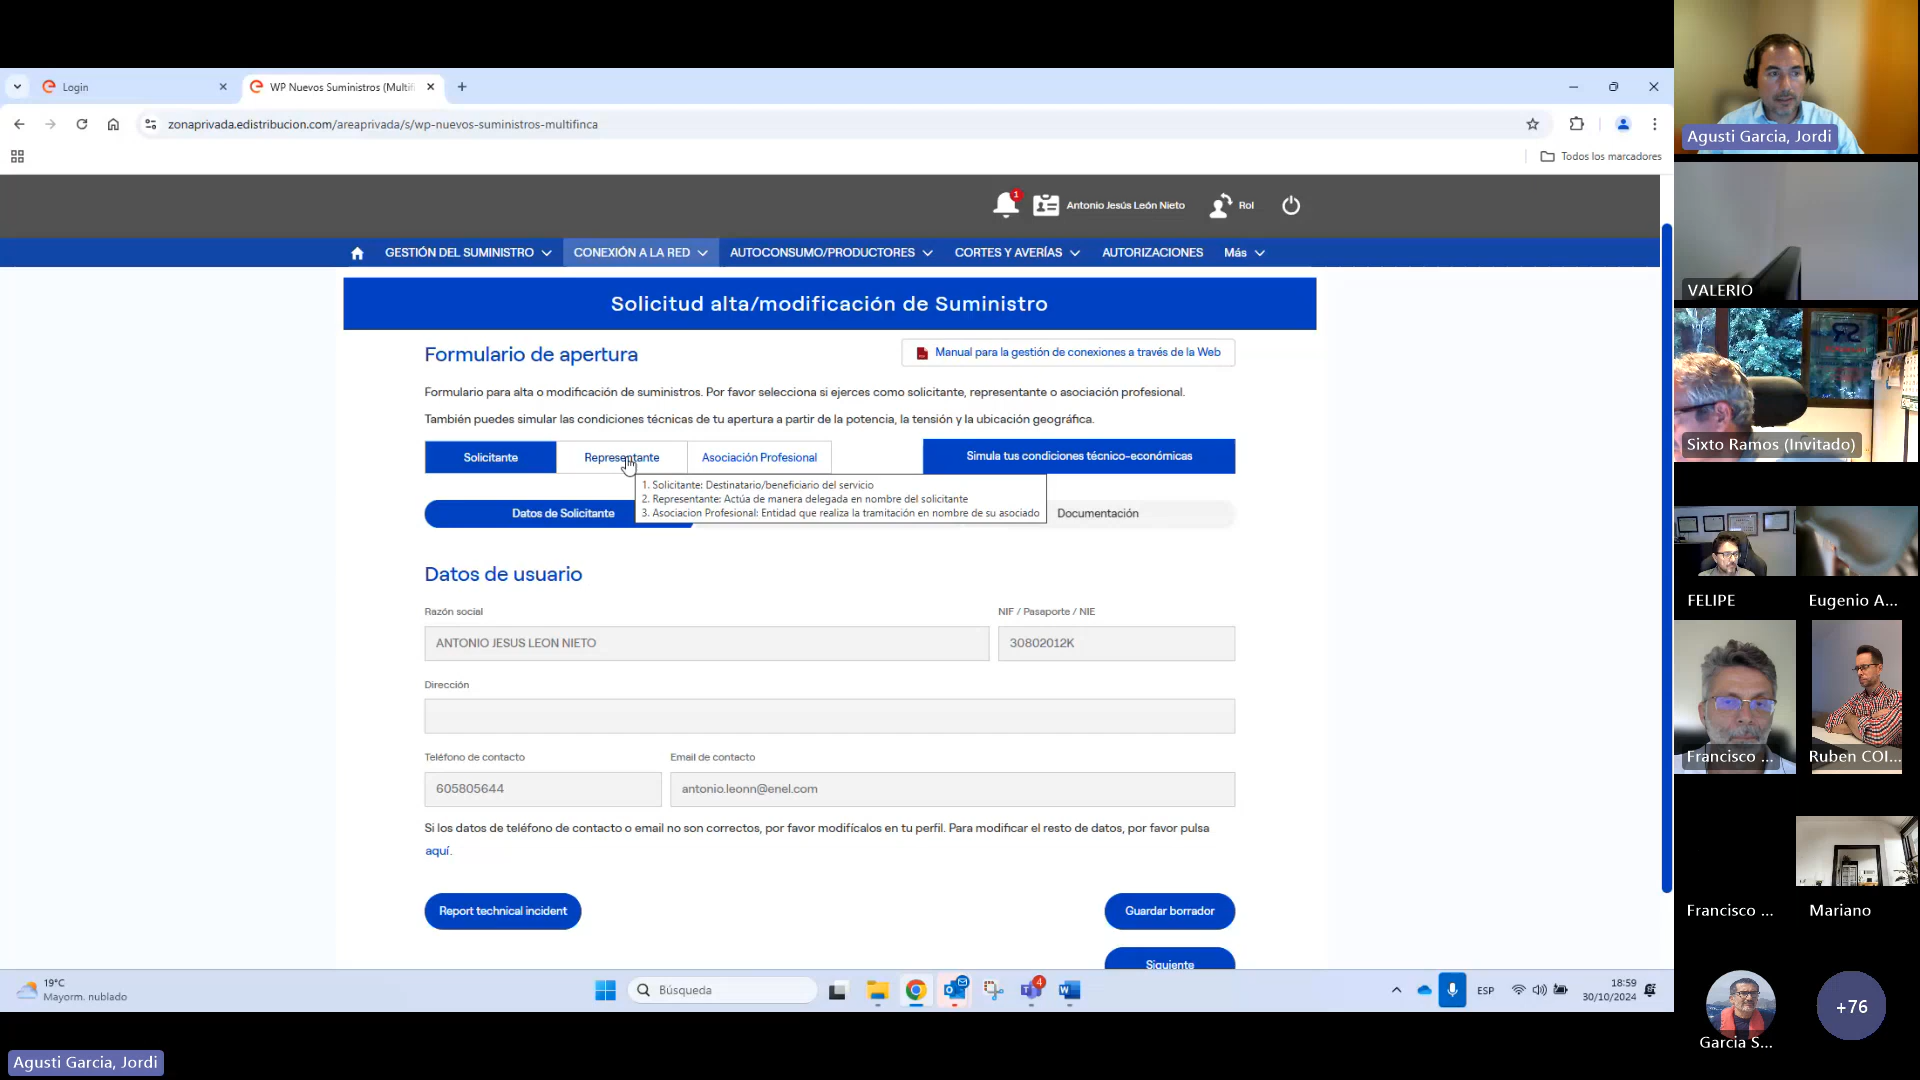 Login
WP Nuevos Suministros (Multifi
zonaprivada.edistribucion.com/areaprivada/s/wp-nuevos-suministros-multifinca
Todos los marcadores
1
Antonio Jesús León Nieto
Rol
GESTIÓN DEL SUMINISTRO
CONEXIÓN A LA RED
AUTOCONSUMO/PRODUCTORES
CORTES Y AVERÍAS
AUTORIZACIONES
Más
Solicitud alta/modificación de Suministro
Formulario de apertura
Manual para la gestión de conexiones a través de la Web
Formulario para alta o modificación de suministros. Por favor selecciona si ejerces como solicitante, representante o asociación profesional.
También puedes simular las condiciones técnicas de tu apertura a partir de la potencia, la tensión y la ubicación geográfica.
Solicitante
Representante
Asociación Profesional
Simula tus condiciones técnico-económicas
1. Solicitante: Destinatario/beneficiario del servicio
2. Representante: Actúa de manera delegada en nombre del solicitante
3. Asociacion Profesional: Entidad que realiza la tramitación en nombre de su asociado
Datos de Solicitante
Documentación
Datos de usuario
Razón social
NIF / Pasaporte / NIE
ANTONIO JESUS LEON NIETO
30802012K
Dirección
Teléfono de contacto
Email de contacto
605805644
antonio.leonn@enel.com
Si los datos de teléfono de contacto o email no son correctos, por favor modifícalos en tu perfil. Para modificar el resto de datos, por favor pulsa
aquí.
Report technical incident
Guardar borrador
Siguiente
19°C
Mayorm. nublado
Búsqueda
4
ESP
18:59
30/10/2024
Agusti Garcia, Jordi
Agusti Garcia, Jordi
VALERIO
Sixto Ramos (Invitado)
FELIPE
Eugenio A...
Francisco ...
Ruben COI...
Francisco ...
Mariano
Garcia S...
+76